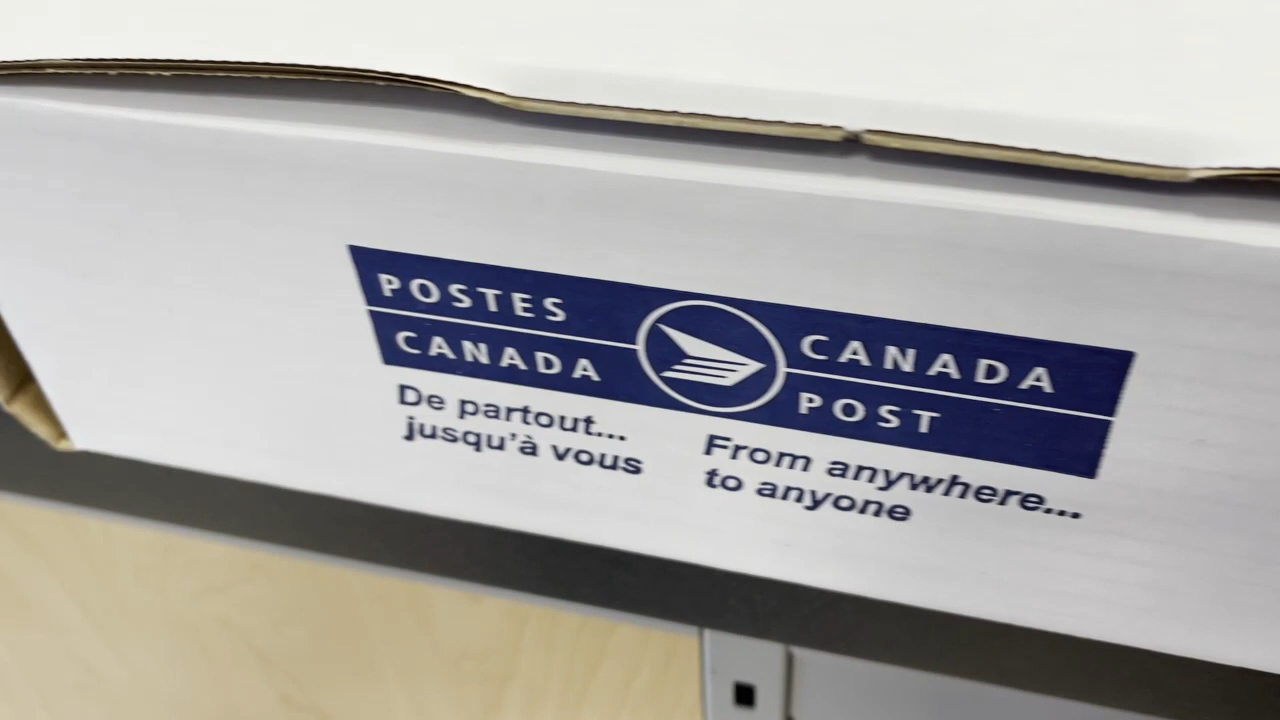 POSTES
CANADA
CANADA
POST
De partout...
jusqu'à vous
From anywhere...
to anyone